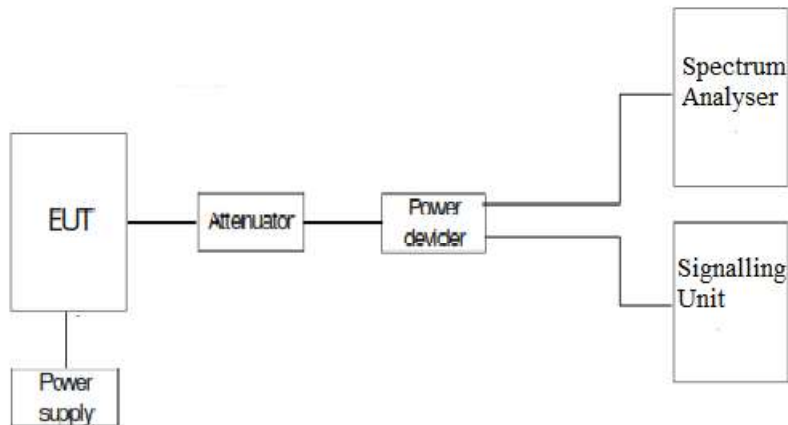 Spectrum
Analyser
EUT
Attenuator
Power
devider
Signalling
Unit
Power
supply